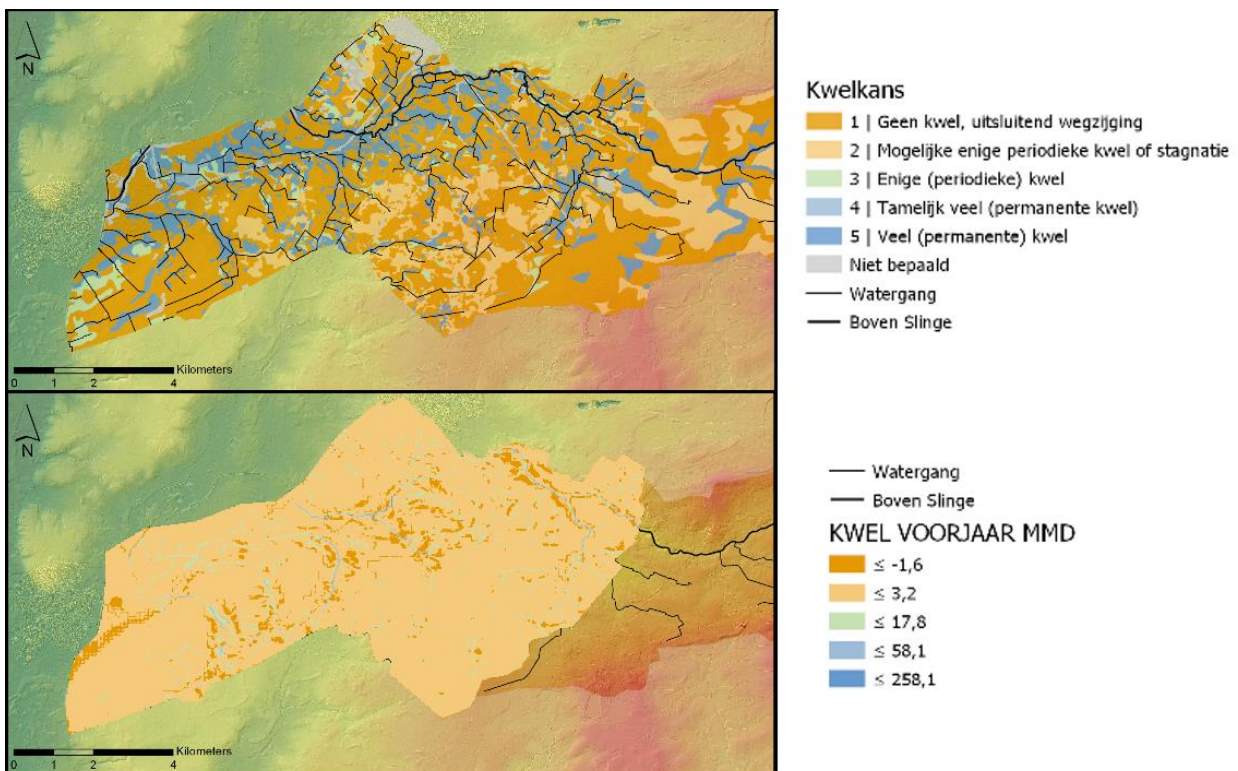 N
Kilometers
0 1 2 4
Kwelkans
1 | Geen kwel, uitsluitend wegzijging
2 | Mogelijke enige periodieke kwel of stagnatie
3 | Enige (periodieke) kwel
4 | Tamelijk veel (permanente kwel)
5 | Veel (permanente) kwel
Niet bepaald
Watergang
Boven Slinge
N
Kilometers
0 1 2 4
Watergang
Boven Slinge
KWEL VOORJAAR MMD
≤ -1,6
≤ 3,2
≤ 17,8
≤ 58,1
≤ 258,1